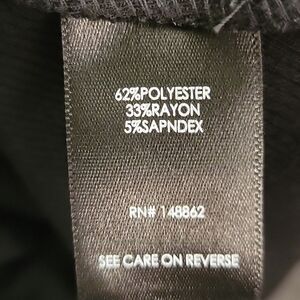 62%POLYESTER
33%RAYON
5%SAPNDEX
RN# 148862
SEE CARE ON REVERSE